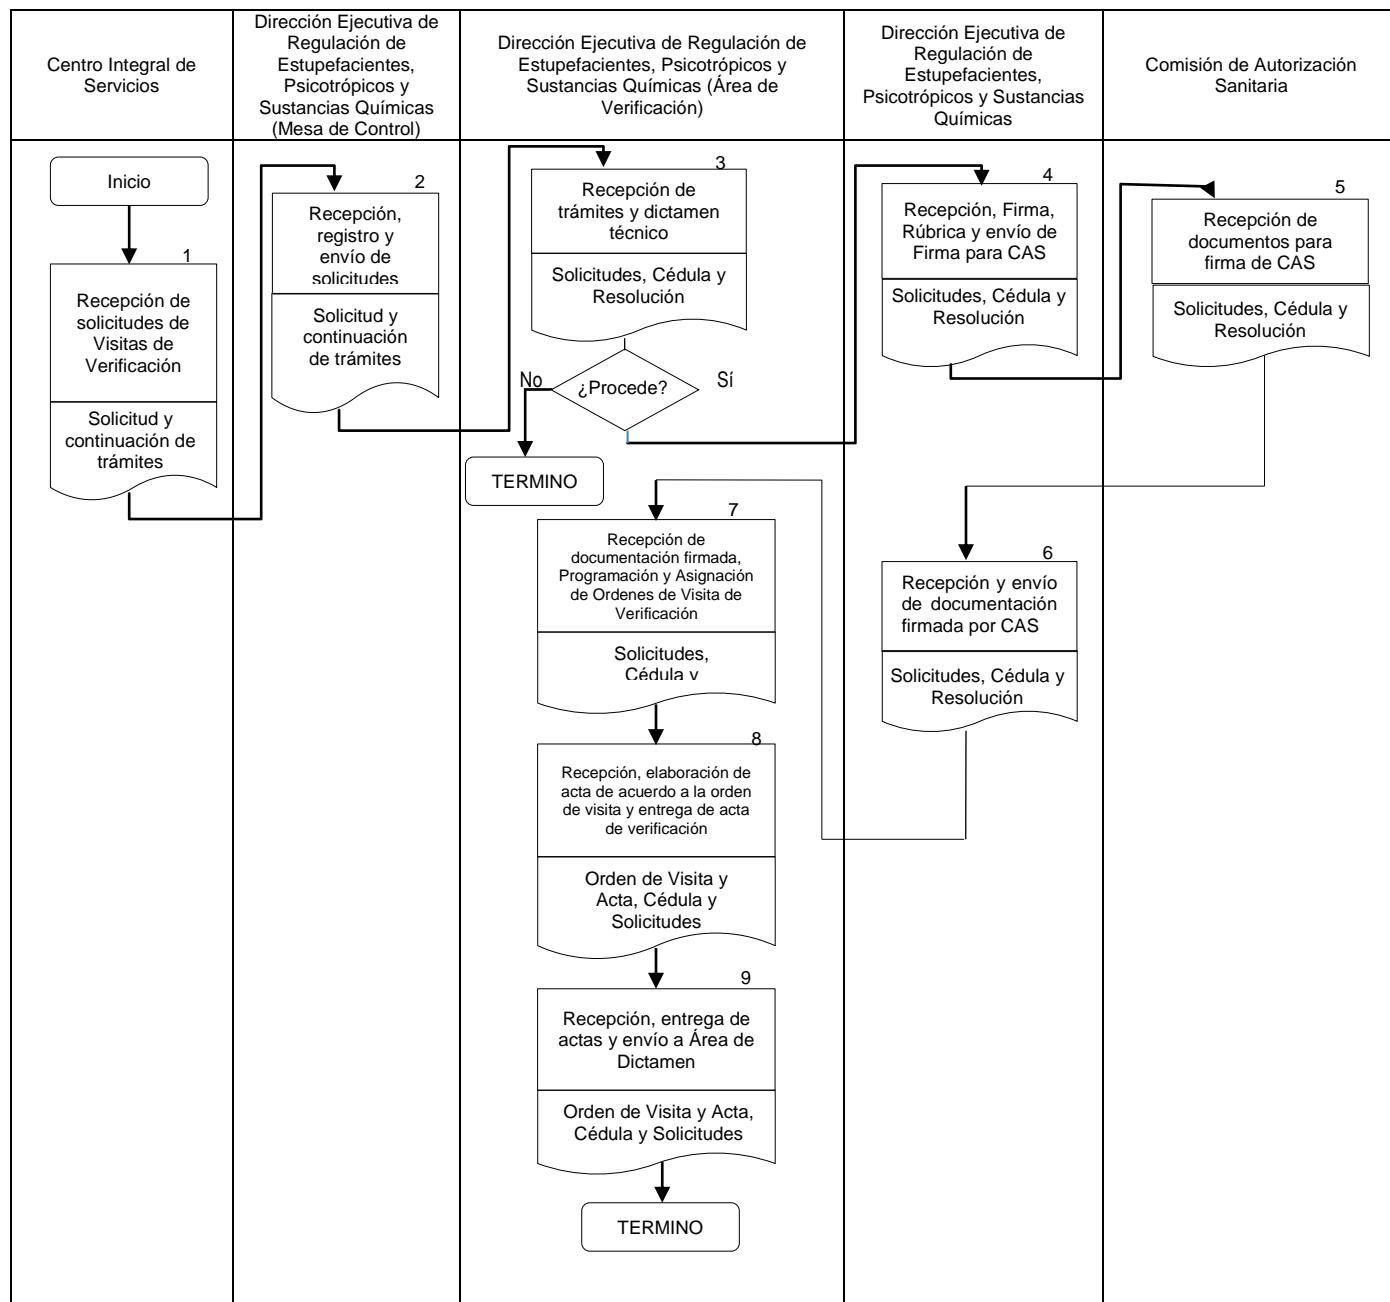 Centro Integral de
Servicios
Dirección Ejecutiva de
Regulación de
Estupefacientes,
Psicotrópicos y
Sustancias Químicas
(Mesa de Control)
Dirección Ejecutiva de Regulación de
Estupefacientes, Psicotrópicos y
Sustancias Químicas (Área de
Verificación)
Dirección Ejecutiva de
Regulación de
Estupefacientes,
Psicotrópicos y Sustancias
Químicas
Comisión de Autorización
Sanitaria
Inicio
1
Recepción de
solicitudes de
Visitas de
Verificación
Solicitud y
continuación de
trámites
2
Recepción,
registro y
envío de
solicitudes
Solicitud y
continuación
de trámites
3
Recepción de
trámites y dictamen
técnico
Solicitudes, Cédula y
Resolución
¿Procede?
No
Sí
TERMINO
4
Recepción, Firma,
Rúbrica y envío de
Firma para CAS
Solicitudes, Cédula y
Resolución
5
Recepción de
documentos para
firma de CAS
Solicitudes, Cédula y
Resolución
6
Recepción y envío
de documentación
firmada por CAS
Solicitudes, Cédula y
Resolución
7
Recepción de
documentación firmada,
Programación y Asignación
de Ordenes de Visita de
Verificación
Solicitudes,
Cédula y
8
Recepción, elaboración de
acta de acuerdo a la orden
de visita y entrega de acta
de verificación
Orden de Visita y
Acta, Cédula y
Solicitudes
9
Recepción, entrega de
actas y envío a Área de
Dictamen
Orden de Visita y Acta,
Cédula y Solicitudes
TERMINO